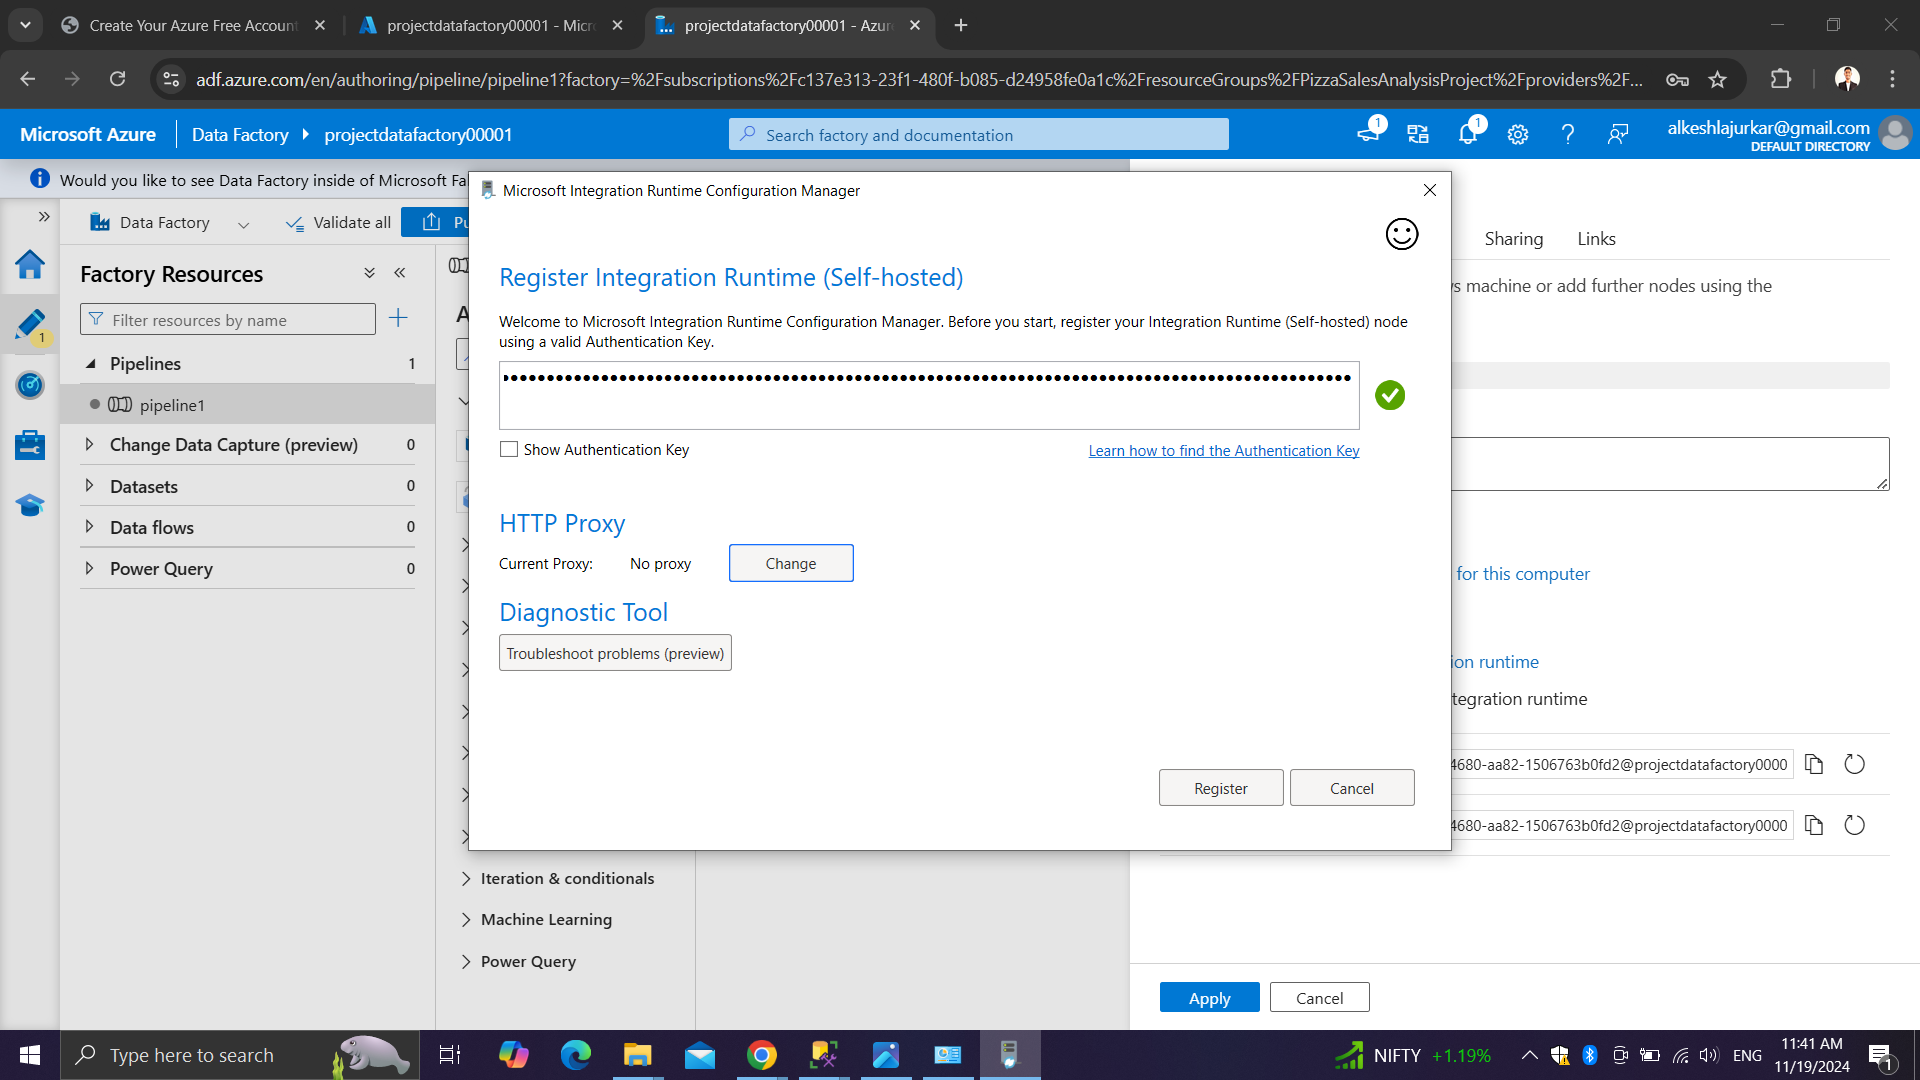 Create Your Azure Free Account
projectdatafactory00001 - Micr
projectdatafactory00001 - Azur
adf.azure.com/en/authoring/pipeline/pipeline1?factory=%2Fsubscriptions%2Fc137e313-23f1-480f-b085-d24958fe0a1c%2FresourceGroups%2FPizzaSalesAnalysisProject%2Fproviders%2F...
Microsoft Azure
Data Factory
projectdatafactory00001
Search factory and documentation
1
1
alkeshlajurkar@gmail.com
DEFAULT DIRECTORY
Would you like to see Data Factory inside of Microsoft Fa
Data Factory
Validate all
Pu
Factory Resources
Filter resources by name
1
Pipelines 1
pipeline1
Change Data Capture (preview) 0
Datasets 0
Data flows 0
Power Query 0
A
Microsoft Integration Runtime Configuration Manager
Register Integration Runtime (Self-hosted)
Welcome to Microsoft Integration Runtime Configuration Manager. Before you start, register your Integration Runtime (Self-hosted) node
using a valid Authentication Key.
Show Authentication Key
Learn how to find the Authentication Key
HTTP Proxy
Current Proxy: No proxy
Change
Diagnostic Tool
Troubleshoot problems (preview)
Register
Cancel
Iteration & conditionals
Machine Learning
Power Query
Sharing
Links
s machine or add further nodes using the
for this computer
ion runtime
tegration runtime
4680-aa82-1506763b0fd2@projectdatafactory0000
4680-aa82-1506763b0fd2@projectdatafactory0000
Apply
Cancel
Type here to search
NIFTY +1.19%
ENG
11:41 AM
11/19/2024
1